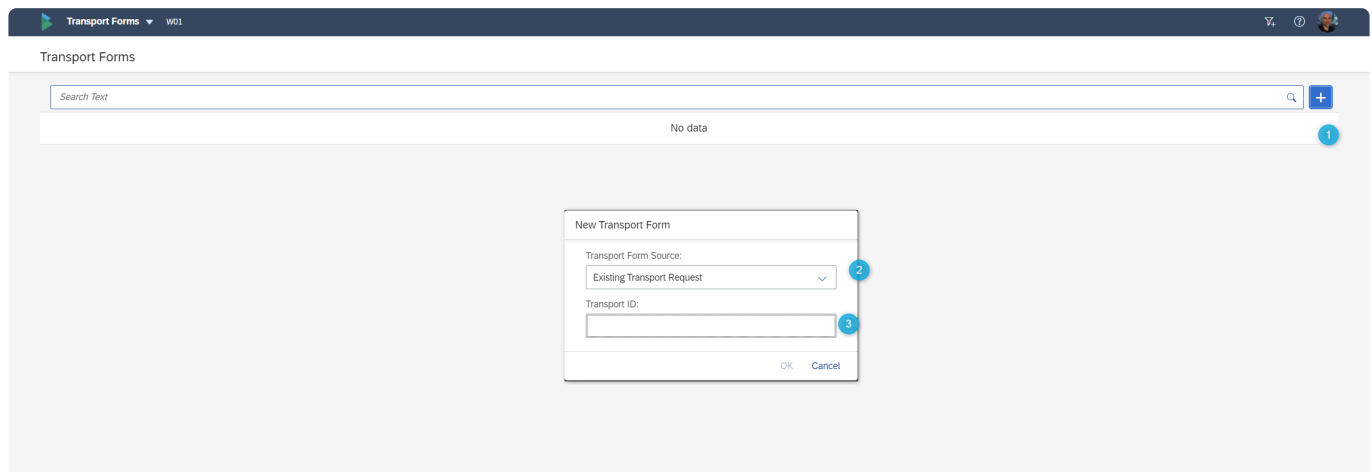 Transport Forms W01
Transport Forms
Search Text
No data
1
New Transport Form
Transport Form Source:
Existing Transport Request
2
Transport ID:
3
OK Cancel